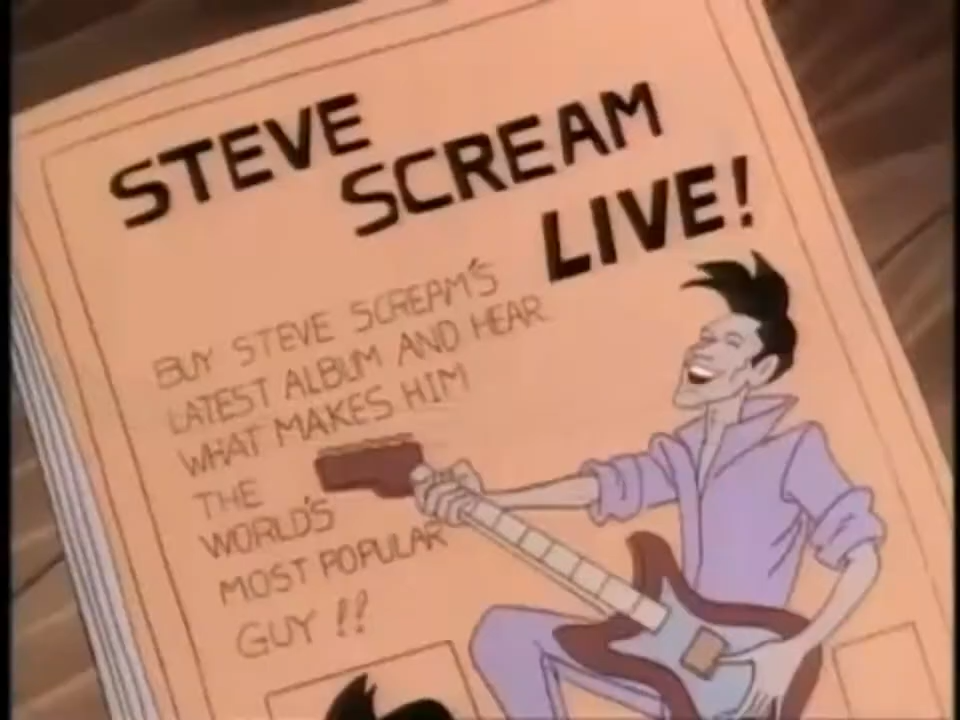 STEVE
SCREAM
LIVE!
BUY STEVE SCREAM'S
LATEST ALBUM AND HEAR
WHAT MAKES HIM
THE
WORLD'S
MOST POPULAR
GUY !!